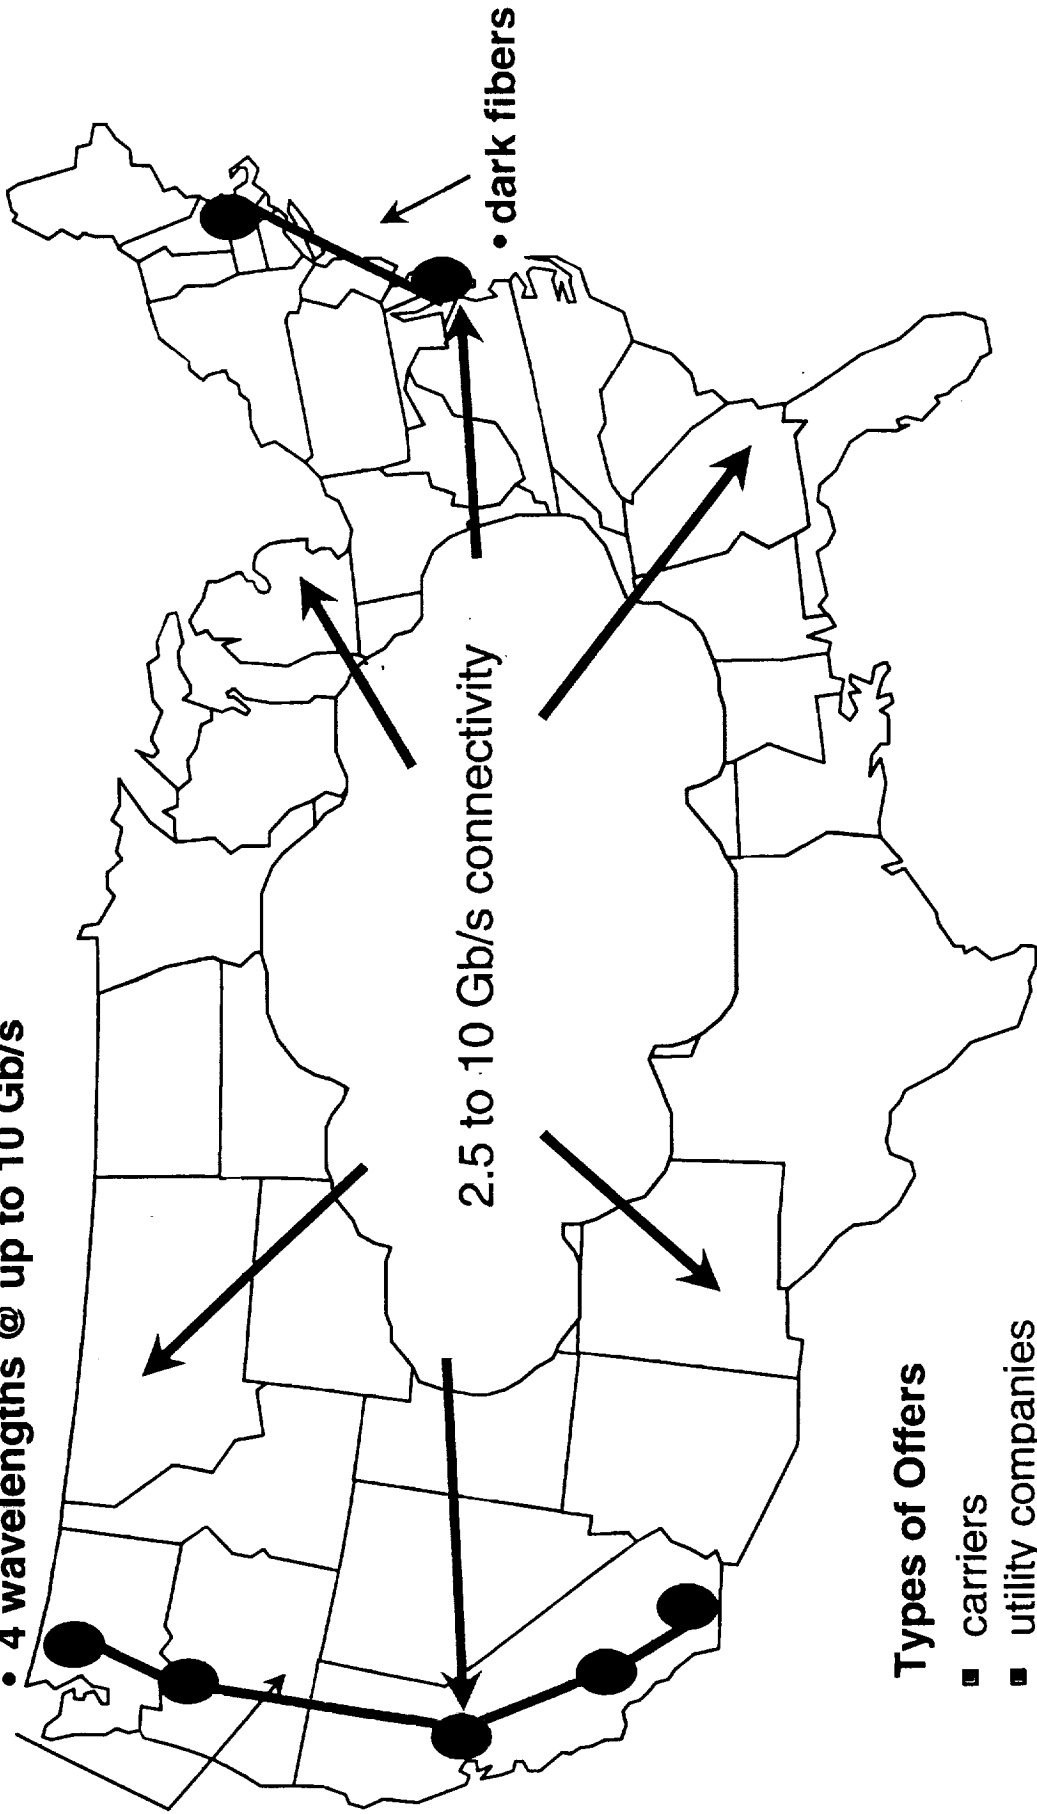 • 4 wavelengths @ up to 10 Gb/s
• dark fibers
2.5 to 10 Gb/s connectivity
Types of Offers
■ carriers
■ utility companies